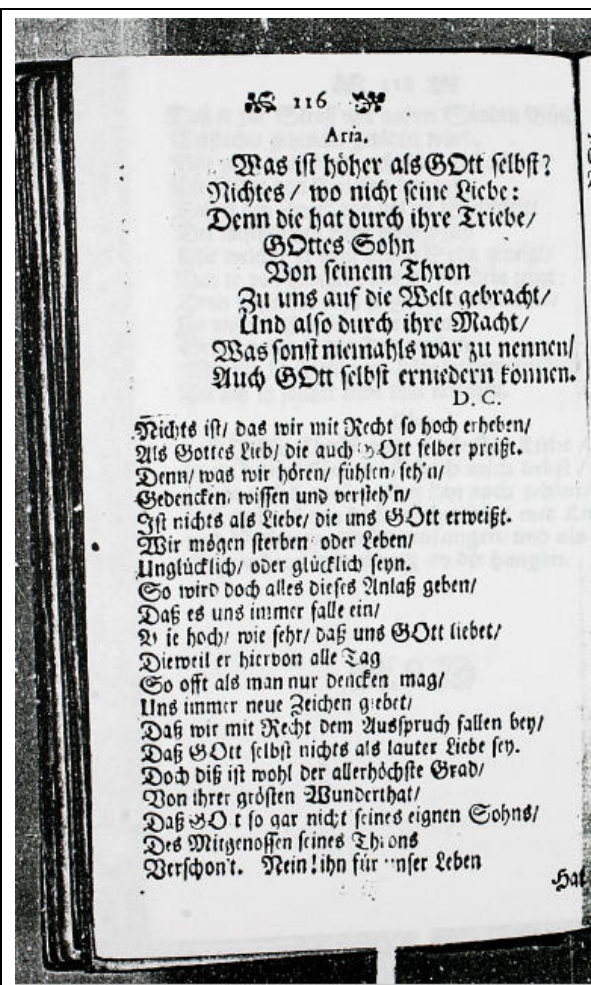 116
Aria.
Was ist höher als GOtt selbst?
Nichtes / wo nicht seine Liebe:
Denn die hat durch ihre Triebe/
GOttes Sohn
Von seinem Thron
Zu uns auf die Welt gebracht/
Und also durch ihre Macht/
Was sonst niemahls war zu nennen/
Auch GOtt selbst erniedern können.
D. C.
Nichts ist/ das wir mit Recht so hoch erheben/
Als Gottes Lieb/ die auch GOtt selber preißt.
Denn/ was wir hören/ fühlen/ seh'n/
Gedencken/ wissen und versteh'n/
Ist nichts als Liebe/ die uns GOtt erweißt.
Wir mögen sterben oder Leben/
Unglücklich/ oder glücklich seyn.
So wird doch alles dieses Anlaß geben/
Daß es uns immer falle ein/
Wie hoch/ wie sehr/ daß uns GOtt liebet/
Dieweil er hiervon alle Tag
So offt als man nur dencken mag/
Uns immer neue Zeichen giebet/
Daß wir mit Recht dem Ausspruch fallen bey/
Daß GOtt selbst nichts als lauter Liebe sey.
Doch diß ist wohl der allerhöchste Grad/
Von ihrer grösten Wunderthat/
Daß GOtt so gar nicht seines eignen Sohns/
Des Mitgenossen seines Throns
Verschon't. Nein! ihn für unser Leben
Hat